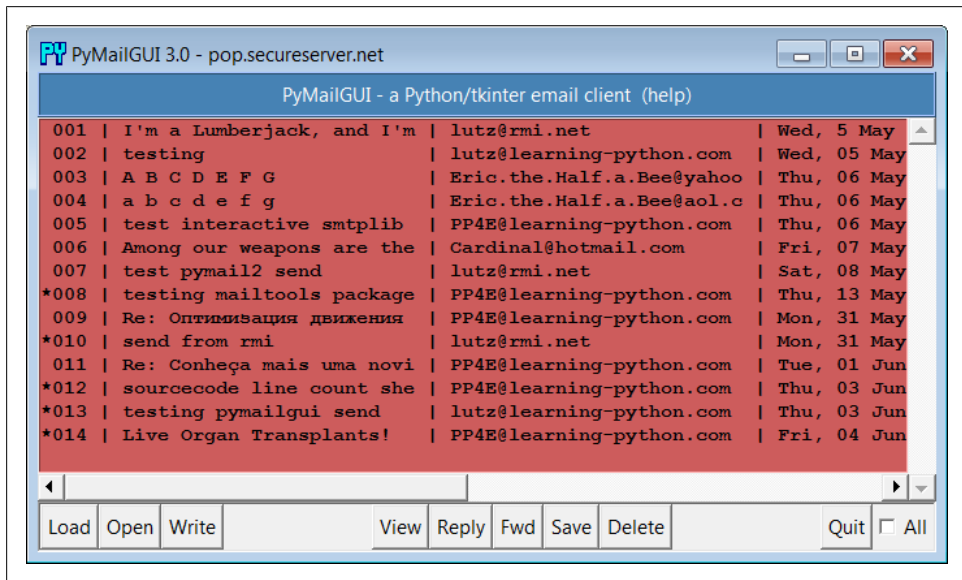 PY PyMailGUI 3.0 - pop.secureserver.net
PyMailGUI - a Python/tkinter email client (help)
001 | I'm a Lumberjack, and I'm | lutz@rmi.net | Wed, 5 May
002 | testing | lutz@learning-python.com | Wed, 05 May
003 | A B C D E F G | Eric.the.Half.a.Bee@yahoo | Thu, 06 May
004 | a b c d e f g | Eric.the.Half.a.Bee@aol.c | Thu, 06 May
005 | test interactive smtplib | PP4E@learning-python.com | Thu, 06 May
006 | Among our weapons are the | Cardinal@hotmail.com | Fri, 07 May
007 | test pymail2 send | lutz@rmi.net | Sat, 08 May
*008 | testing mailtools package | PP4E@learning-python.com | Thu, 13 May
009 | Re: Оптимизация движения | PP4E@learning-python.com | Mon, 31 May
*010 | send from rmi | lutz@rmi.net | Mon, 31 May
011 | Re: Conheça mais uma novi | PP4E@learning-python.com | Tue, 01 Jun
*012 | sourcecode line count she | PP4E@learning-python.com | Thu, 03 Jun
*013 | testing pymailgui send | lutz@rmi.net | Thu, 03 Jun
*014 | Live Organ Transplants! | PP4E@learning-python.com | Fri, 04 Jun
Load Open Write View Reply Fwd Save Delete Quit All